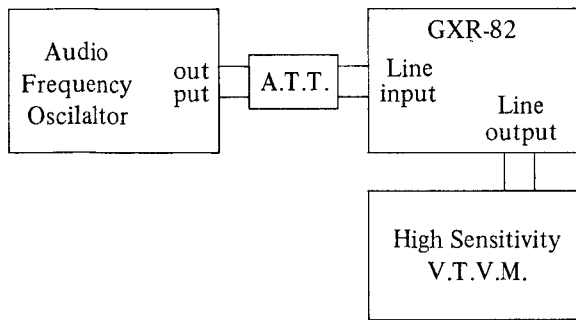 Audio
Frequency
Oscilaltor
out
put
A.T.T.
GXR-82
Line
input
Line
output
High Sensitivity
V.T.V.M.